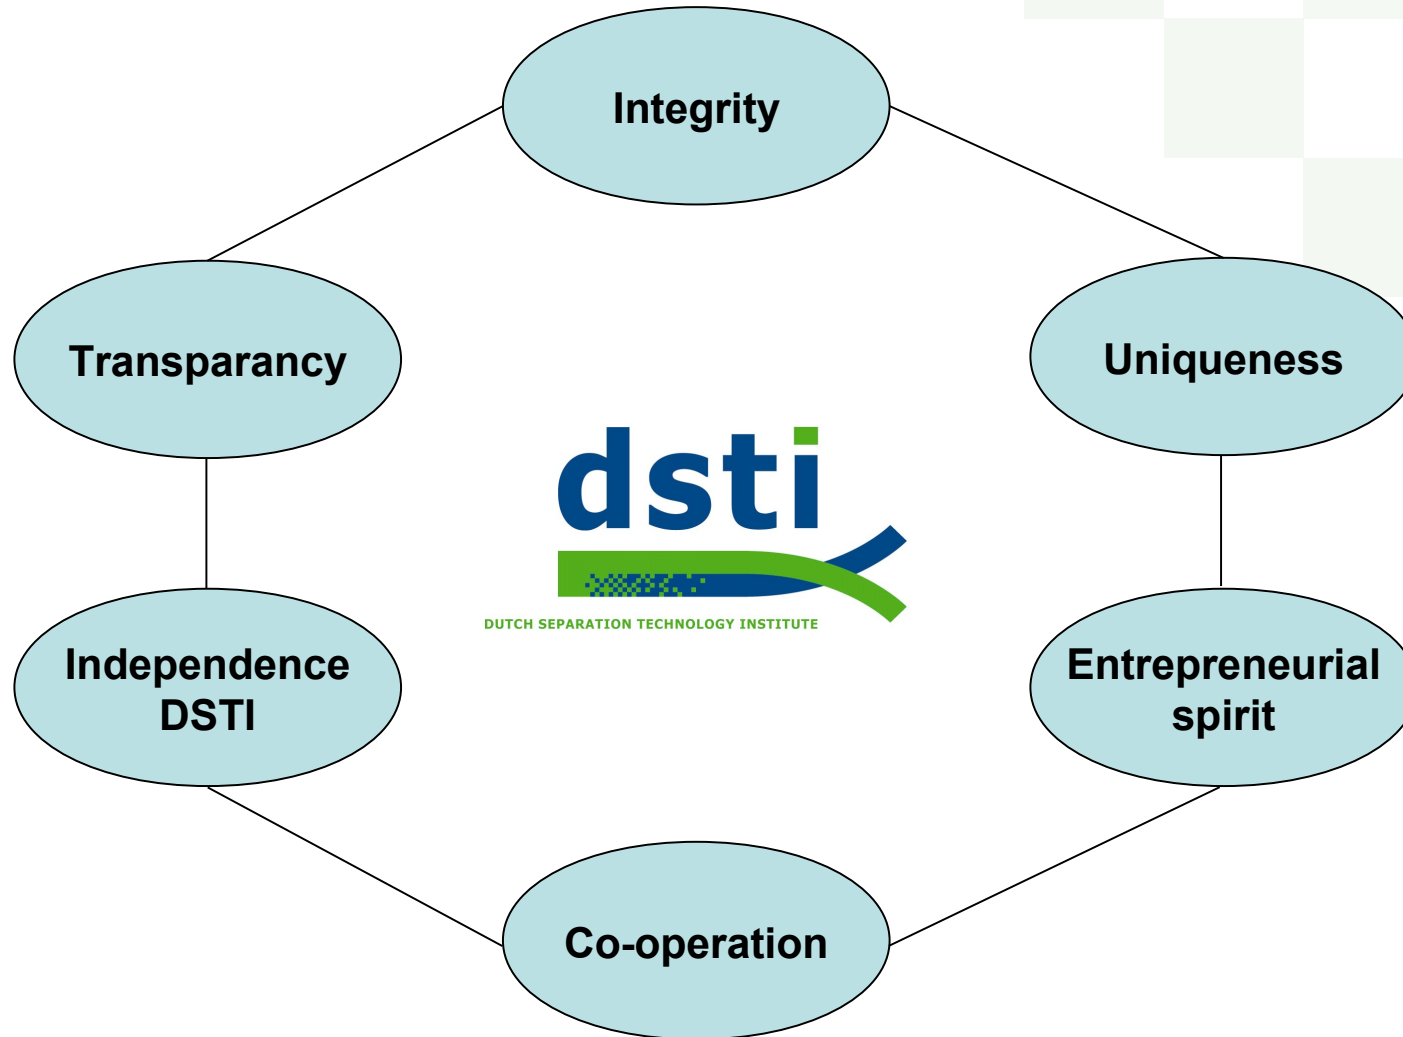 Integrity
Transparancy
Uniqueness
dsti
DUTCH SEPARATION TECHNOLOGY INSTITUTE
Independence
DSTI
Entrepreneurial
spirit
Co-operation